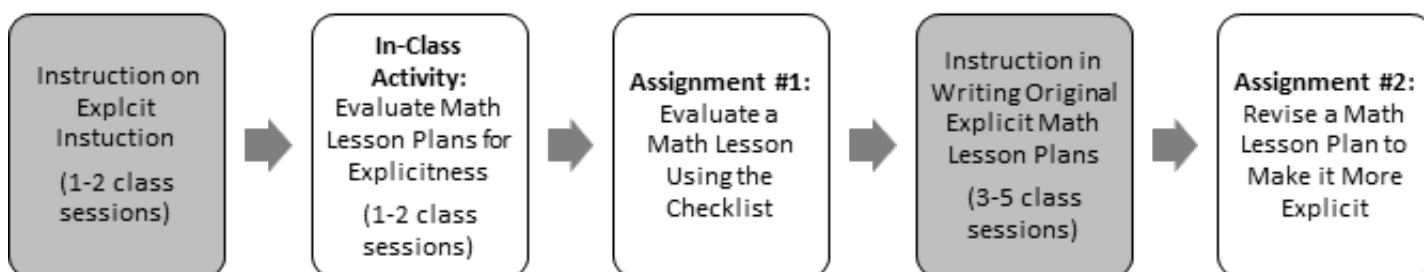 Instruction on
Explcit
Instuction
(1-2 class
sessions)
In-Class
Activity:
Evaluate Math
Lesson Plans for
Explicitness
(1-2 class
sessions)
Assignment #1:
Evaluate a
Math Lesson
Using the
Checklist
Instruction in
Writing Original
Explicit Math
Lesson Plans
(3-5 class
sessions)
Assignment #2:
Revise a Math
Lesson Plan to
Make it More
Explicit